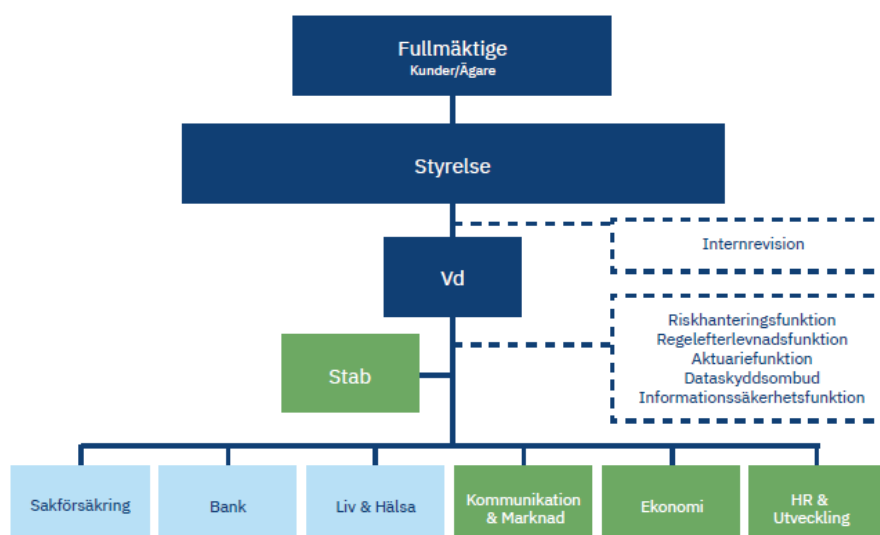 Fullmäktige
Kunder/Ägare
Styrelse
Internrevision
Vd
Riskhanteringsfunktion
Regelefterlevnadsfunktion
Aktuariefunktion
Dataskyddsombud
Informationssäkerhetsfunktion
Stab
Sakförsäkring
Bank
Liv & Hälsa
Kommunikation
& Marknad
Ekonomi
HR &
Utveckling